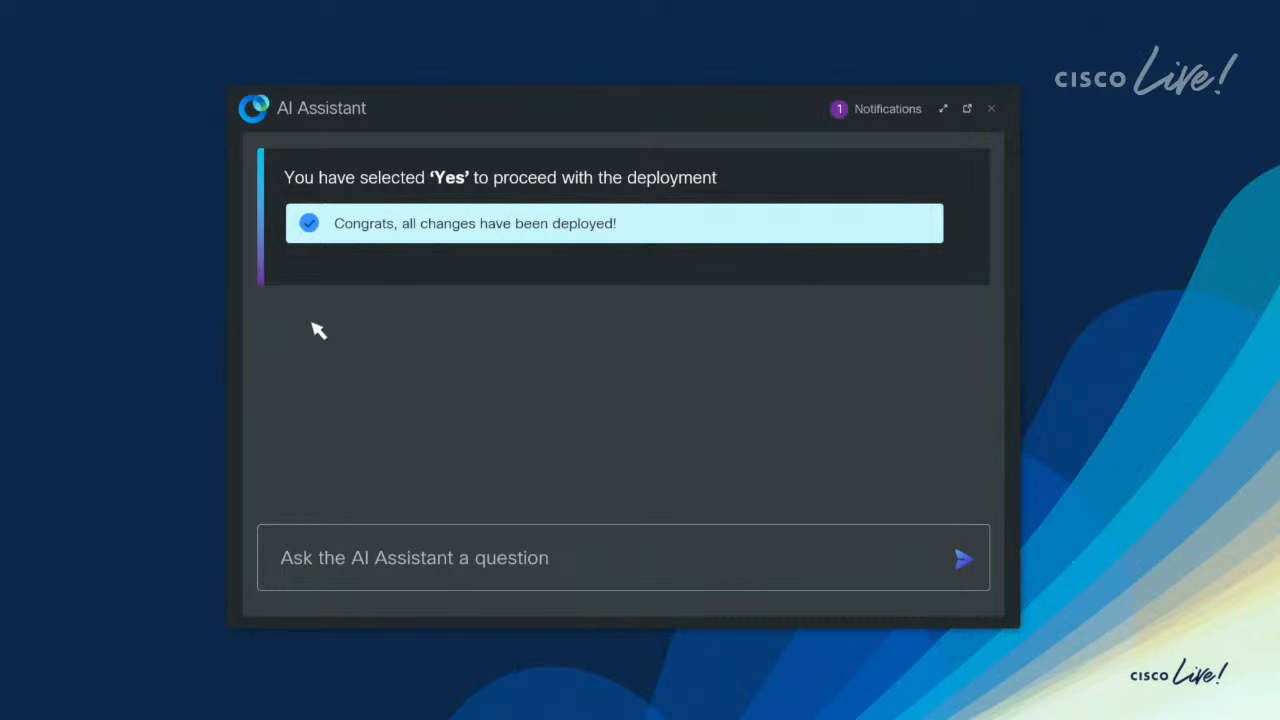 CISCO Live!
AI Assistant
1 Notifications
You have selected ‘Yes’ to proceed with the deployment
Congrats, all changes have been deployed!
Ask the AI Assistant a question
CISCO Live!